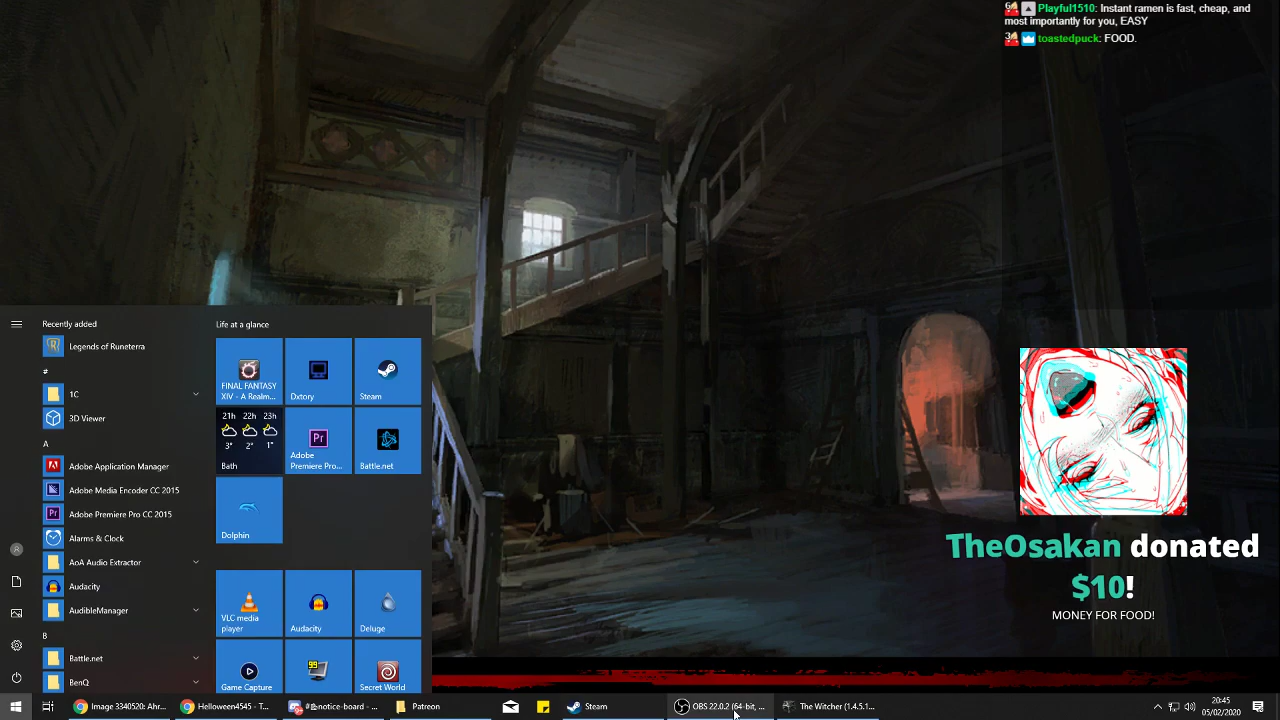 Playful1510: Instant ramen is fast, cheap, and
most importantly for you, EASY
toastedpuck: FOOD.
Recently added
Legends of Runeterra
#
1C
3D Viewer
A
Adobe Application Manager
Adobe Media Encoder CC 2015
Adobe Premiere Pro CC 2015
Alarms & Clock
AoA Audio Extractor
Audacity
AudibleManager
B
Battle.net
BenQ
Life at a glance
FINAL FANTASY
XIV - A Realm...
Dxtory
Steam
21h 22h 23h
3° 2° 1°
Bath
Adobe
Premiere Pro...
Battle.net
Dolphin
VLC media
player
Audacity
Deluge
Game Capture
99
Secret World
TheOsakan donated
$10!
MONEY FOR FOOD!
Image 3340520: Ahr...
Helloween4545 - T...
Patreon
Steam
OBS 22.0.2 (64-bit, ...
The Witcher (1.4.5.1...
20:45
05/02/2020